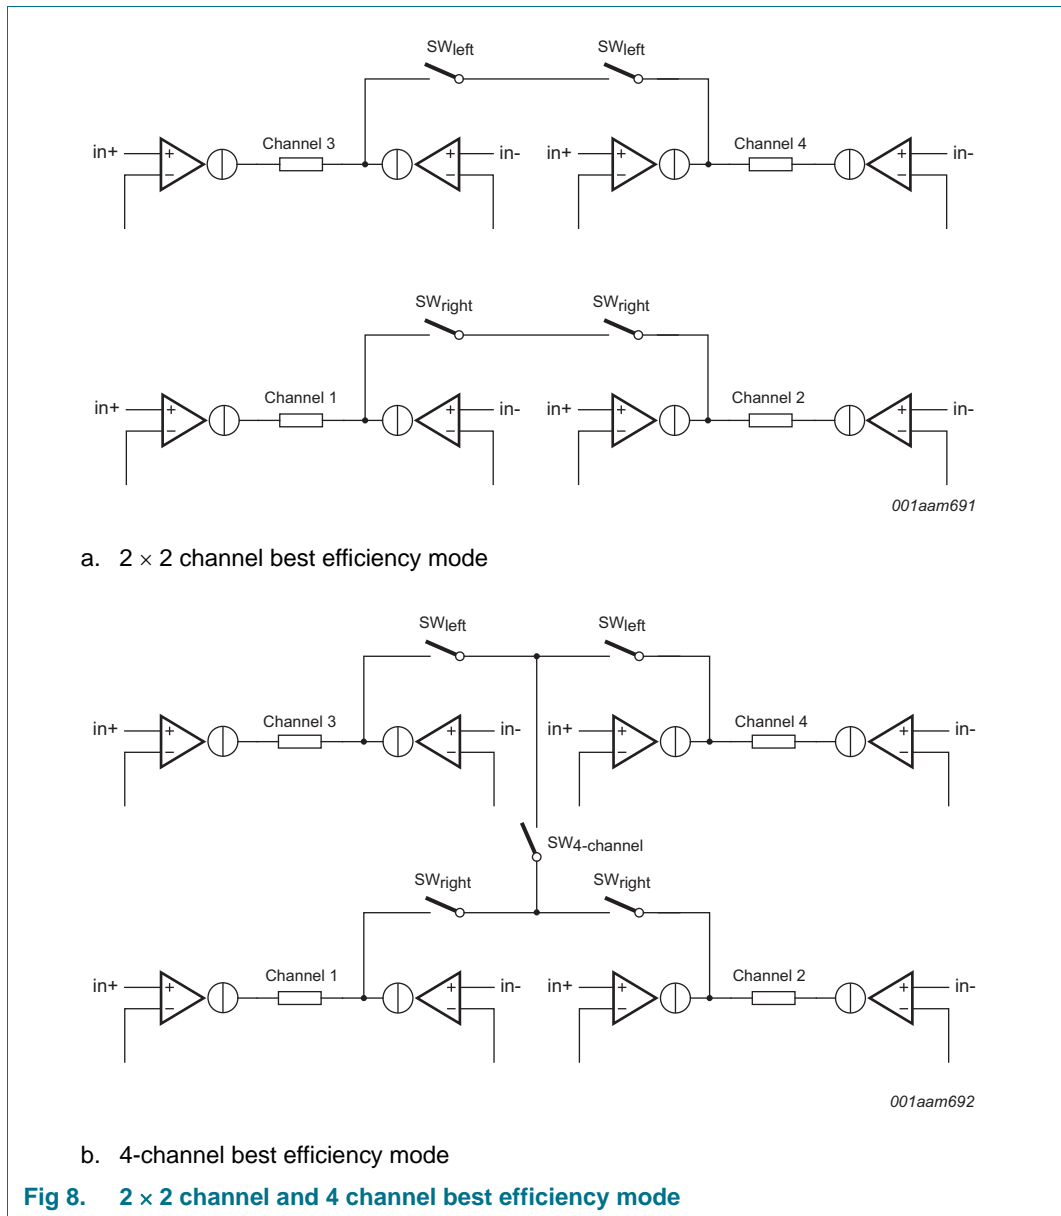 SWleft SWleft
Channel 3 Channel 4
in+ + − + − in- in+ + − + − in-
SWright SWright
Channel 1 Channel 2
in+ + − + − in- in+ + − + − in-
001aam691
a. 2 × 2 channel best efficiency mode
SWleft SWleft
Channel 3 Channel 4
in+ + − + − in- in+ + − + − in-
SW4-channel
SWright SWright
Channel 1 Channel 2
in+ + − + − in- in+ + − + − in-
001aam692
b. 4-channel best efficiency mode
Fig 8. 2 × 2 channel and 4 channel best efficiency mode